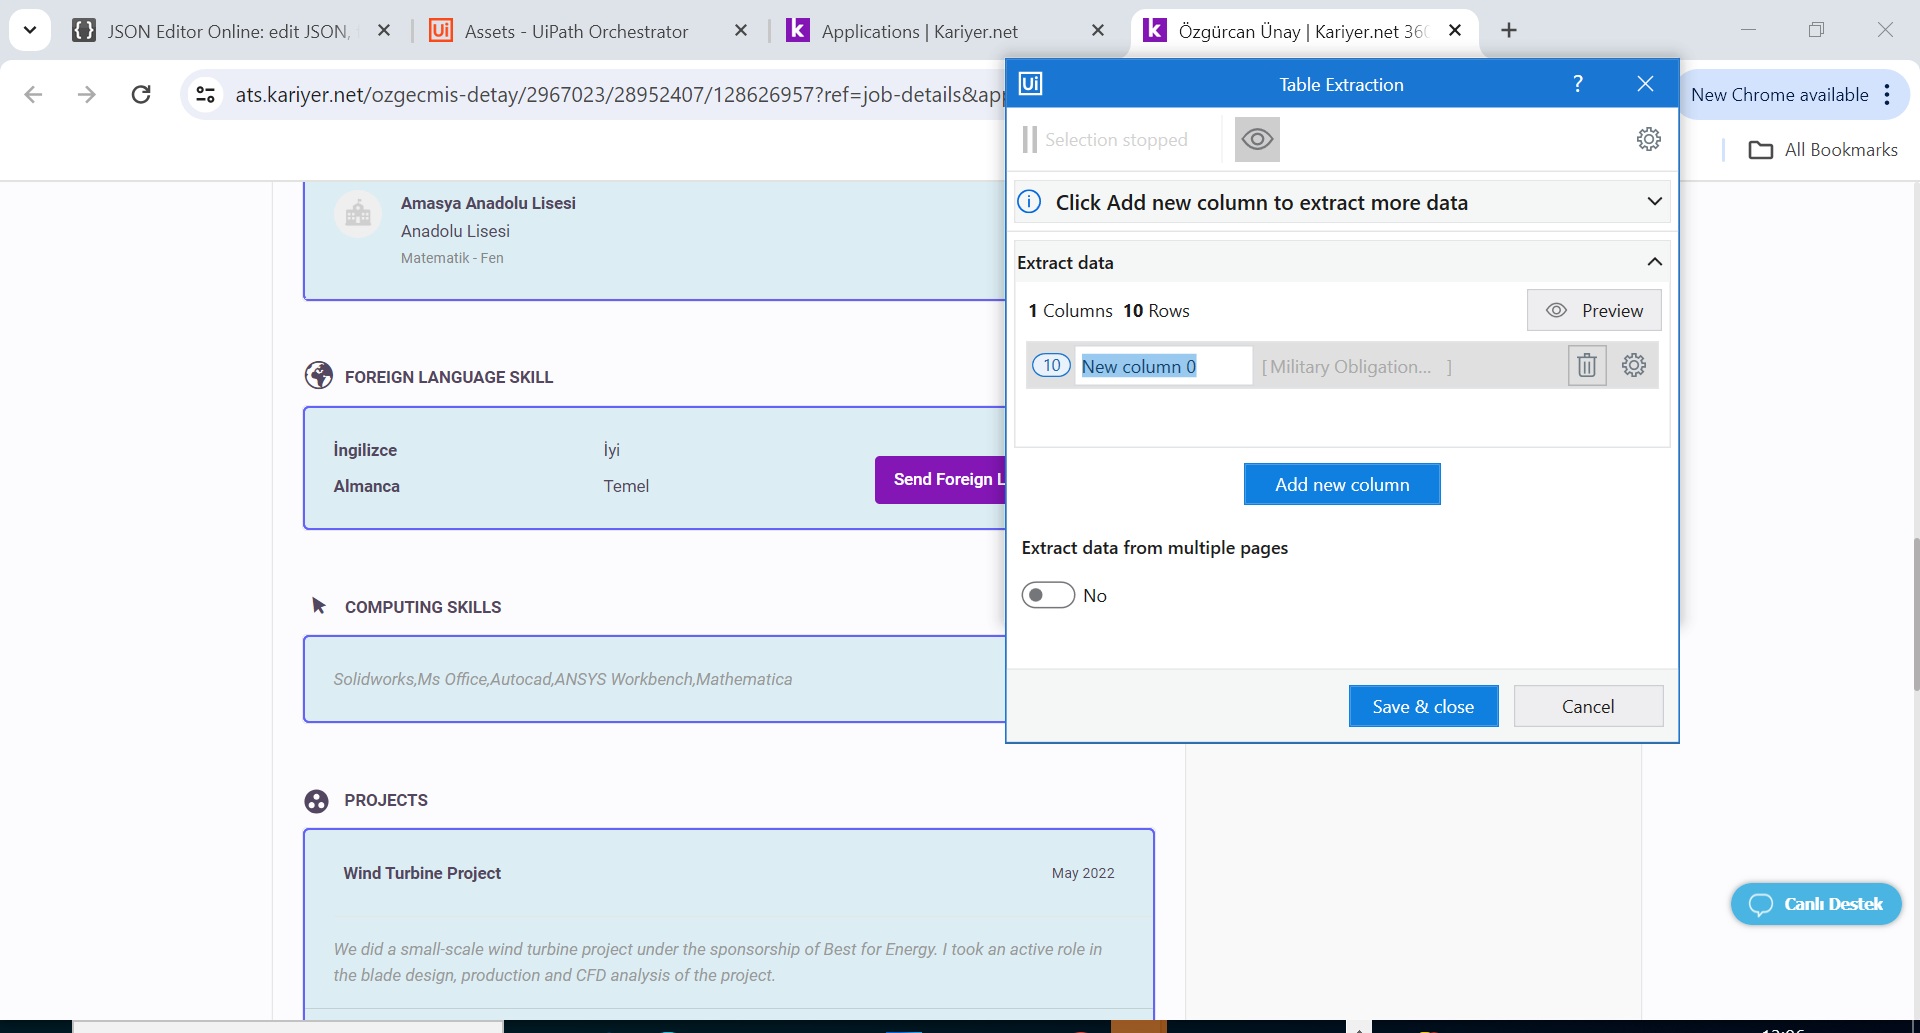 JSON Editor Online: edit JSON,
Assets - UiPath Orchestrator
Applications | Kariyer.net
Özgürcan Ünay | Kariyer.net 360
ats.kariyer.net/ozgecmis-detay/2967023/28952407/128626957?ref=job-details&ap
New Chrome available
All Bookmarks
Amasya Anadolu Lisesi
Anadolu Lisesi
Matematik - Fen
FOREIGN LANGUAGE SKILL
İngilizce İyi
Almanca Temel
Send Foreign L
COMPUTING SKILLS
Solidworks,Ms Office,Autocad,ANSYS Workbench,Mathematica
PROJECTS
Wind Turbine Project May 2022
We did a small-scale wind turbine project under the sponsorship of Best for Energy. I took an active role in
the blade design, production and CFD analysis of the project.
Ui Table Extraction ?
Selection stopped
Click Add new column to extract more data
Extract data
1 Columns 10 Rows Preview
10 New column 0 [ Military Obligation... ]
Add new column
Extract data from multiple pages
No
Save & close Cancel
Canlı Destek